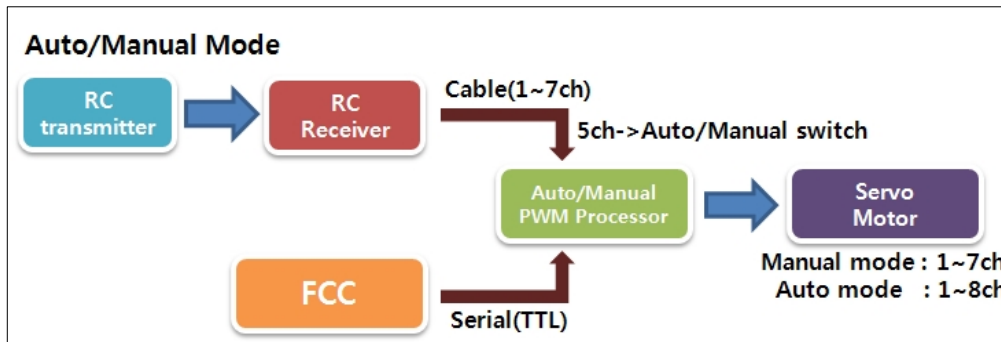 Auto/Manual Mode
RC
transmitter
RC
Receiver
Cable(1~7ch)
5ch->Auto/Manual switch
Auto/Manual
PWM Processor
Servo
Motor
Manual mode : 1~7ch
Auto mode : 1~8ch
FCC
Serial(TTL)